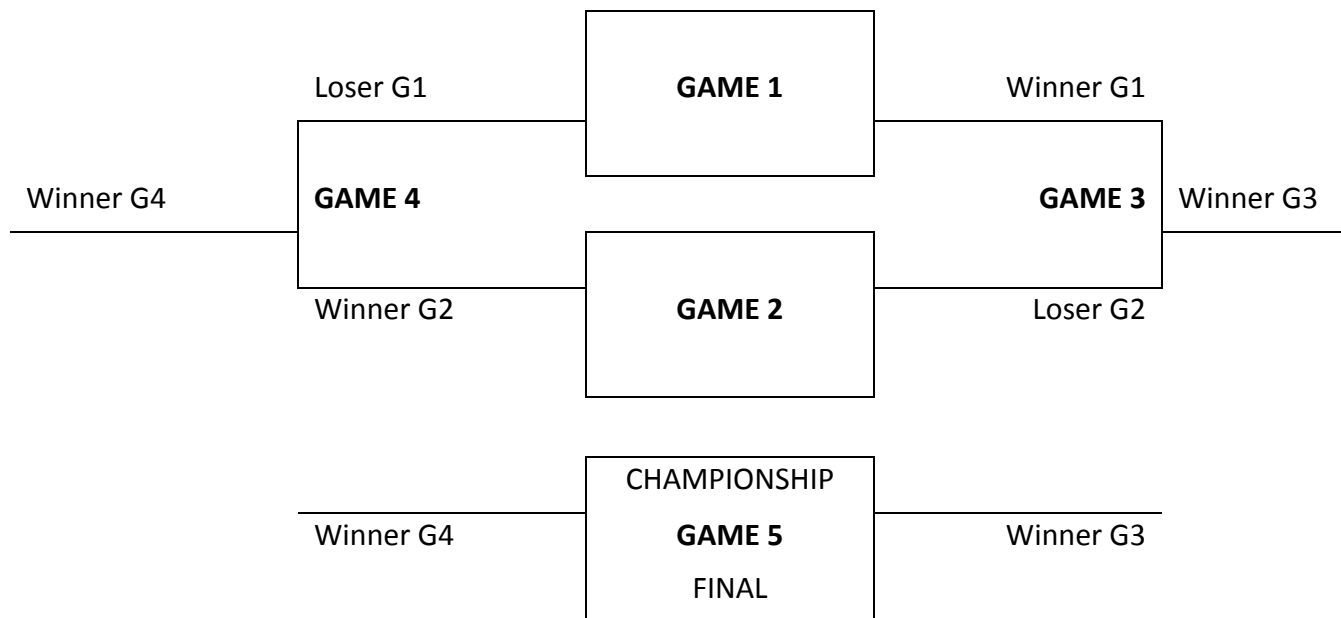 Loser G1 GAME 1 Winner G1
Winner G4 GAME 4 GAME 3 Winner G3
Winner G2 GAME 2 Loser G2
CHAMPIONSHIP
Winner G4 GAME 5 Winner G3
FINAL